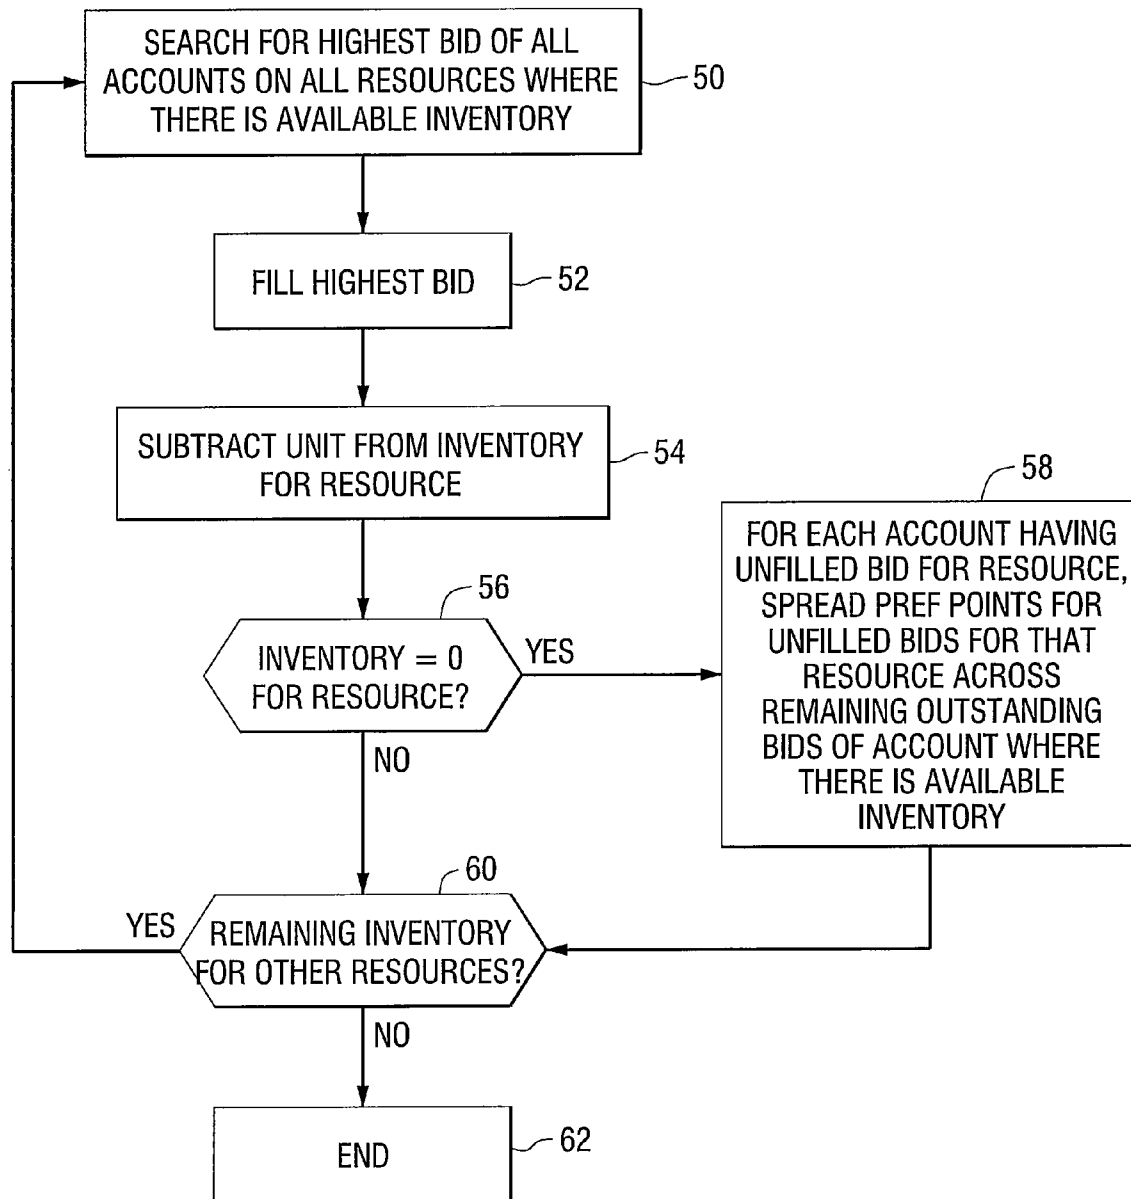 SEARCH FOR HIGHEST BID OF ALL
ACCOUNTS ON ALL RESOURCES WHERE
THERE IS AVAILABLE INVENTORY
50
FILL HIGHEST BID
52
SUBTRACT UNIT FROM INVENTORY
FOR RESOURCE
54
56
INVENTORY = 0
FOR RESOURCE?
YES
NO
58
FOR EACH ACCOUNT HAVING
UNFILLED BID FOR RESOURCE,
SPREAD PREF POINTS FOR
UNFILLED BIDS FOR THAT
RESOURCE ACROSS
REMAINING OUTSTANDING
BIDS OF ACCOUNT WHERE
THERE IS AVAILABLE
INVENTORY
60
YES
REMAINING INVENTORY
FOR OTHER RESOURCES?
NO
END
62